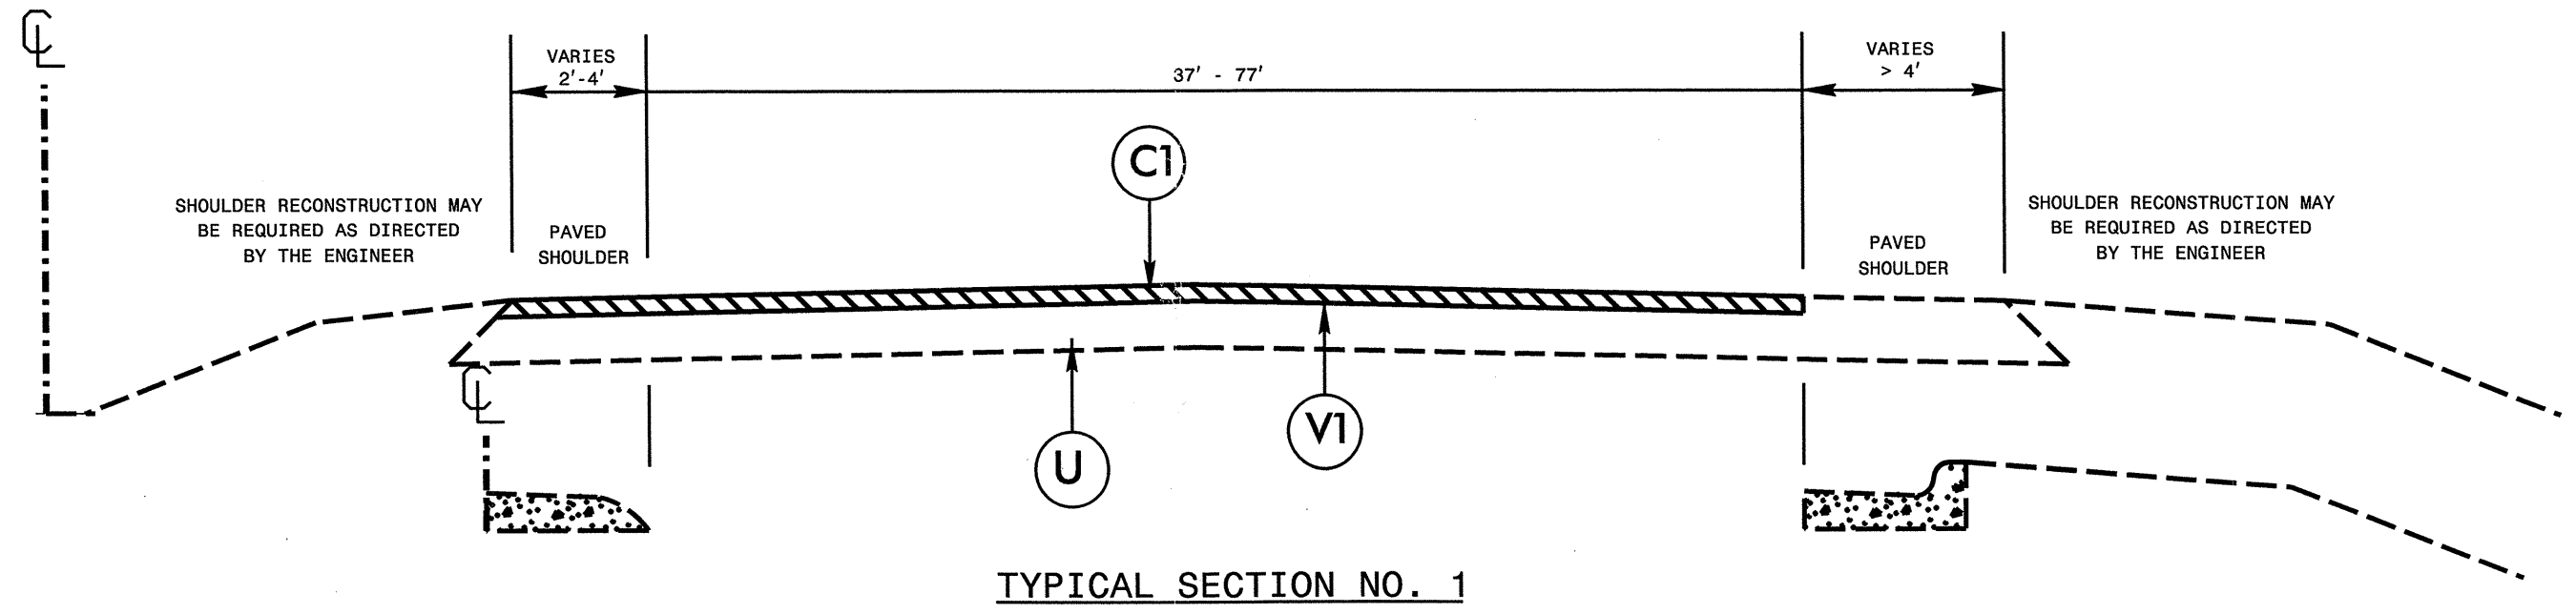 CL
VARIES
2'-4'
37' - 77'
VARIES
> 4'
C1
SHOULDER RECONSTRUCTION MAY
BE REQUIRED AS DIRECTED
BY THE ENGINEER
PAVED
SHOULDER
PAVED
SHOULDER
SHOULDER RECONSTRUCTION MAY
BE REQUIRED AS DIRECTED
BY THE ENGINEER
CL
U
V1
TYPICAL SECTION NO. 1